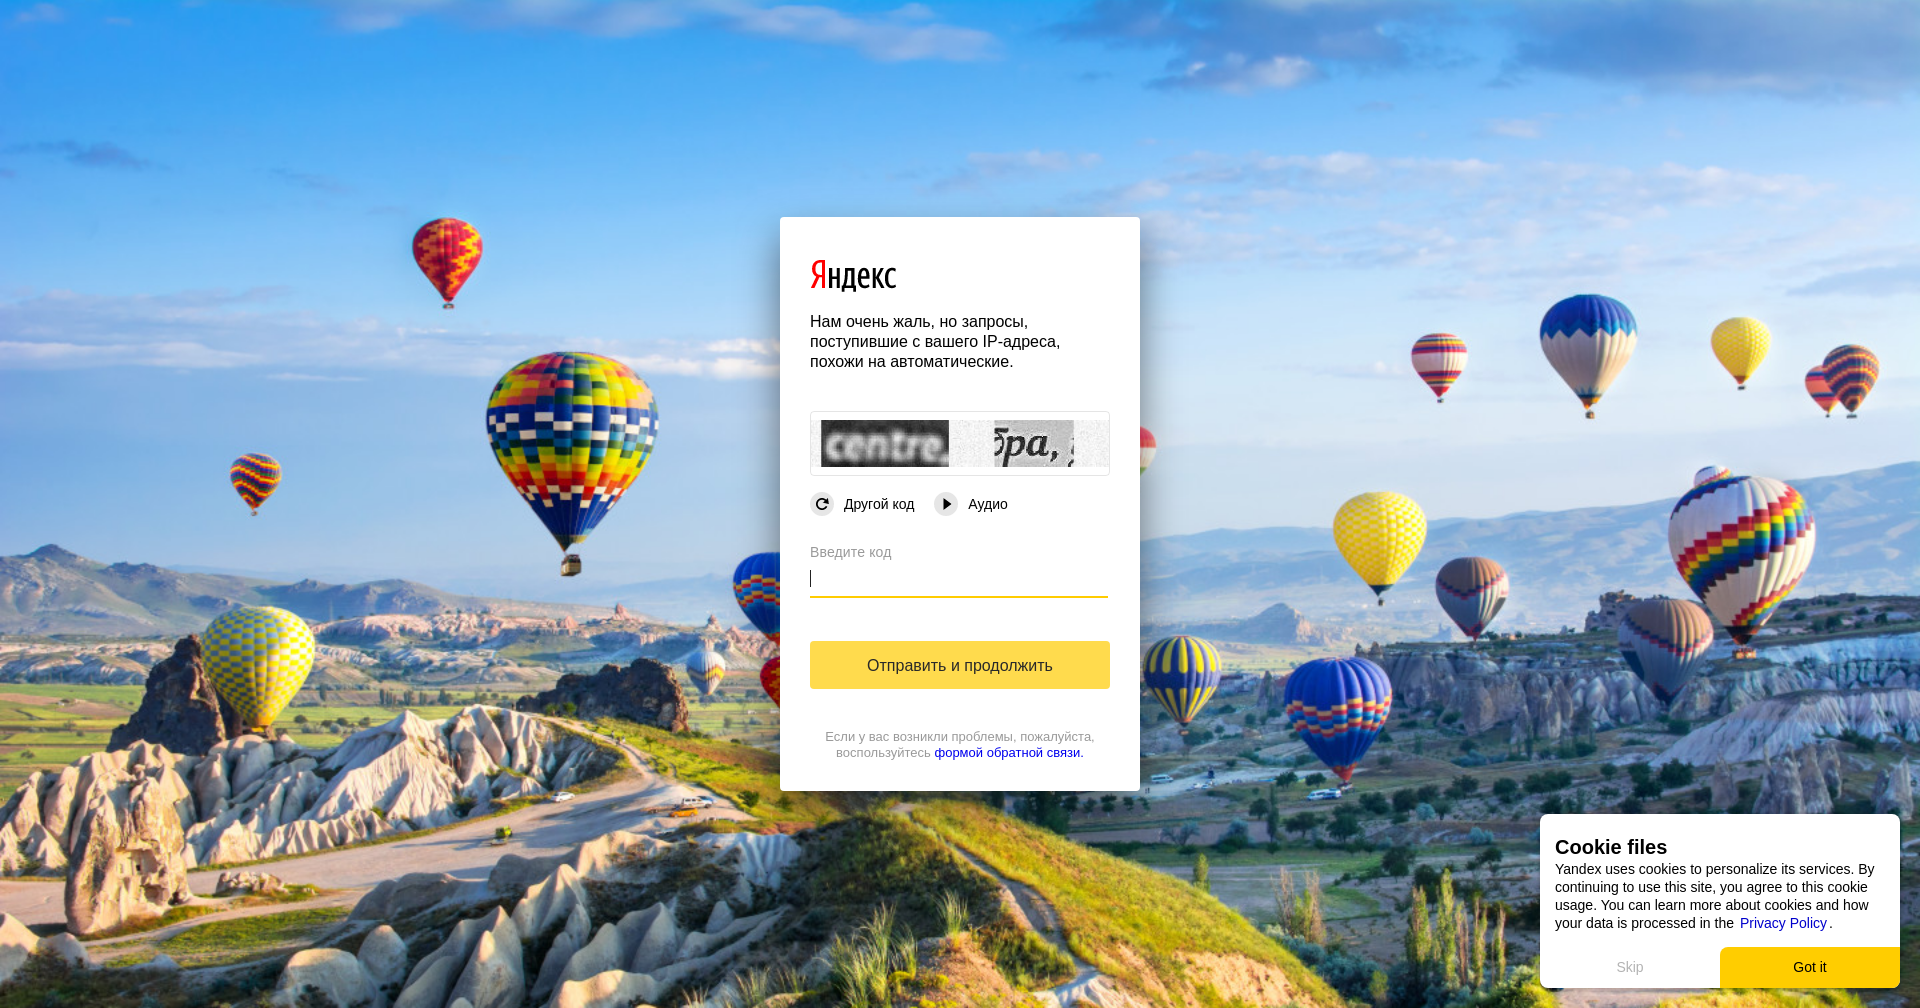 Яндекс
Нам очень жаль, но запросы,
поступившие с вашего IP-адреса,
похожи на автоматические.
centre. бра,
Другой код Аудио
Введите код
Отправить и продолжить
Если у вас возникли проблемы, пожалуйста,
воспользуйтесь формой обратной связи.
Cookie files
Yandex uses cookies to personalize its services. By
continuing to use this site, you agree to this cookie
usage. You can learn more about cookies and how
your data is processed in the Privacy Policy.
Skip Got it